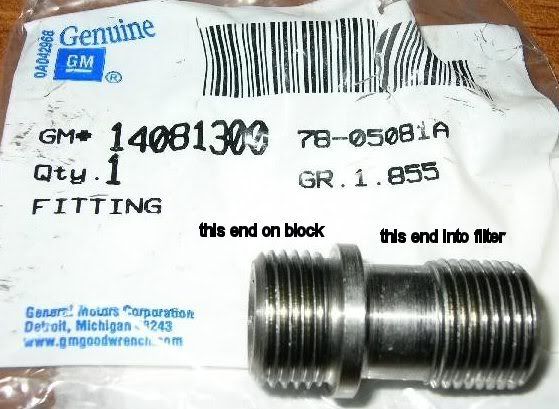 0A042968
Genuine
GM ®
GM# 14081300 78-05081A
Qty.1 GR.1.855
FITTING
this end on block
this end into filter
General Motors Corporation
Detroit, Michigan 48243
www.gmgoodwrench.com